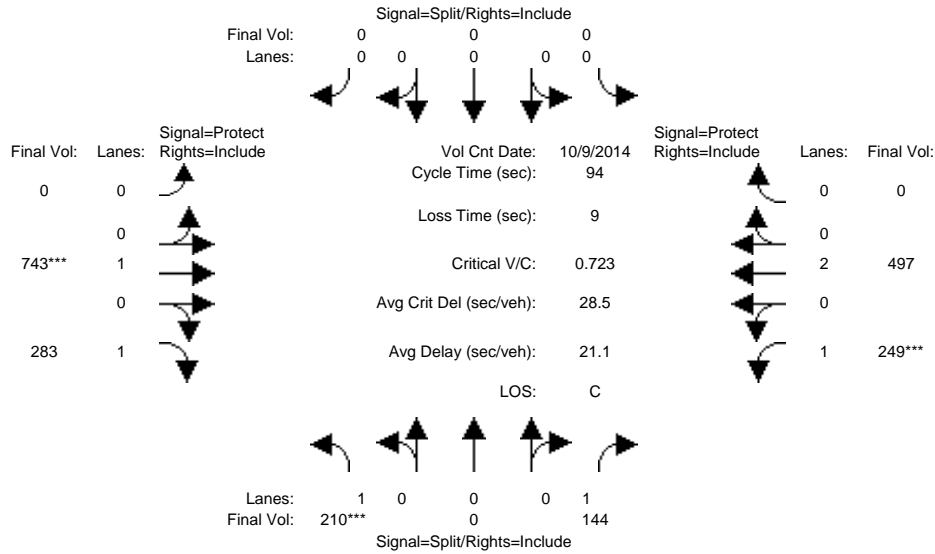 Signal=Split/Rights=Include
Final Vol: 0 0 0
Lanes: 0 0 0 0 0
Signal=Protect Signal=Protect
Final Vol: Lanes: Rights=Include Vol Cnt Date: 10/9/2014 Rights=Include Lanes: Final Vol:
Cycle Time (sec): 94
0 0 0 0
Loss Time (sec): 9
0 0
743*** 1 Critical V/C: 0.723 2 497
0 Avg Crit Del (sec/veh): 28.5 0
283 1 Avg Delay (sec/veh): 21.1 1 249***
LOS: C
Lanes: 1 0 0 0 1
Final Vol: 210*** 0 144
Signal=Split/Rights=Include